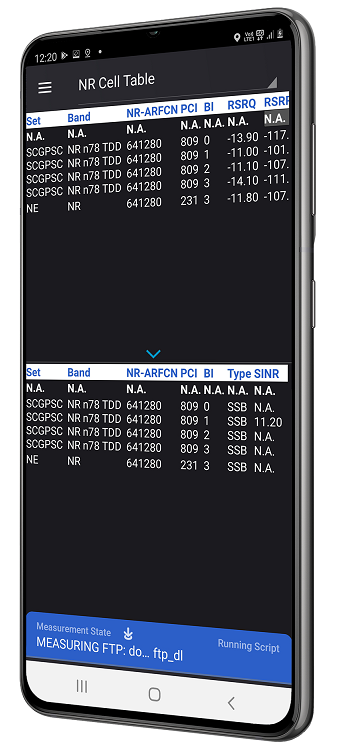 12:20
Vo) LTE1
NR Cell Table
Set Band NR-ARFCN PCI BI RSRQ RSRP
N.A. N.A. N.A. N.A. N.A. N.A. N.A.
SCGPSC NR n78 TDD 641280 809 0 -13.90 -117.
SCGPSC NR n78 TDD 641280 809 1 -11.00 -101.
SCGPSC NR n78 TDD 641280 809 2 -11.10 -107.
SCGPSC NR n78 TDD 641280 809 3 -14.10 -111.
NE NR 641280 231 3 -11.80 -107.
Set Band NR-ARFCN PCI BI Type SINR
N.A. N.A. N.A. N.A. N.A. N.A. N.A.
SCGPSC NR n78 TDD 641280 809 0 SSB N.A.
SCGPSC NR n78 TDD 641280 809 1 SSB 11.20
SCGPSC NR n78 TDD 641280 809 2 SSB N.A.
SCGPSC NR n78 TDD 641280 809 3 SSB N.A.
NE NR 641280 231 3 SSB N.A.
Measurement State
Running Script
MEASURING FTP: do... ftp_dl